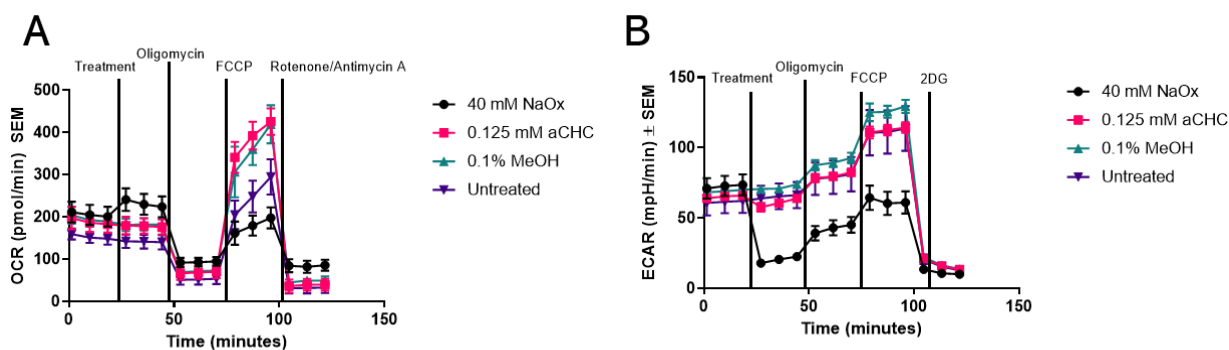 A
Oligomycin
Treatment
FCCP
Rotenone/Antimycin A
OCR (pmol/min) SEM
500
400
300
200
100
0
0
50
100
150
Time (minutes)
40 mM NaOx
0.125 mM aCHC
0.1% MeOH
Untreated
B
Oligomycin
Treatment
FCCP
2DG
ECAR (mpH/min) ± SEM
150
100
50
0
0
50
100
150
Time (minutes)
40 mM NaOx
0.125 mM aCHC
0.1% MeOH
Untreated